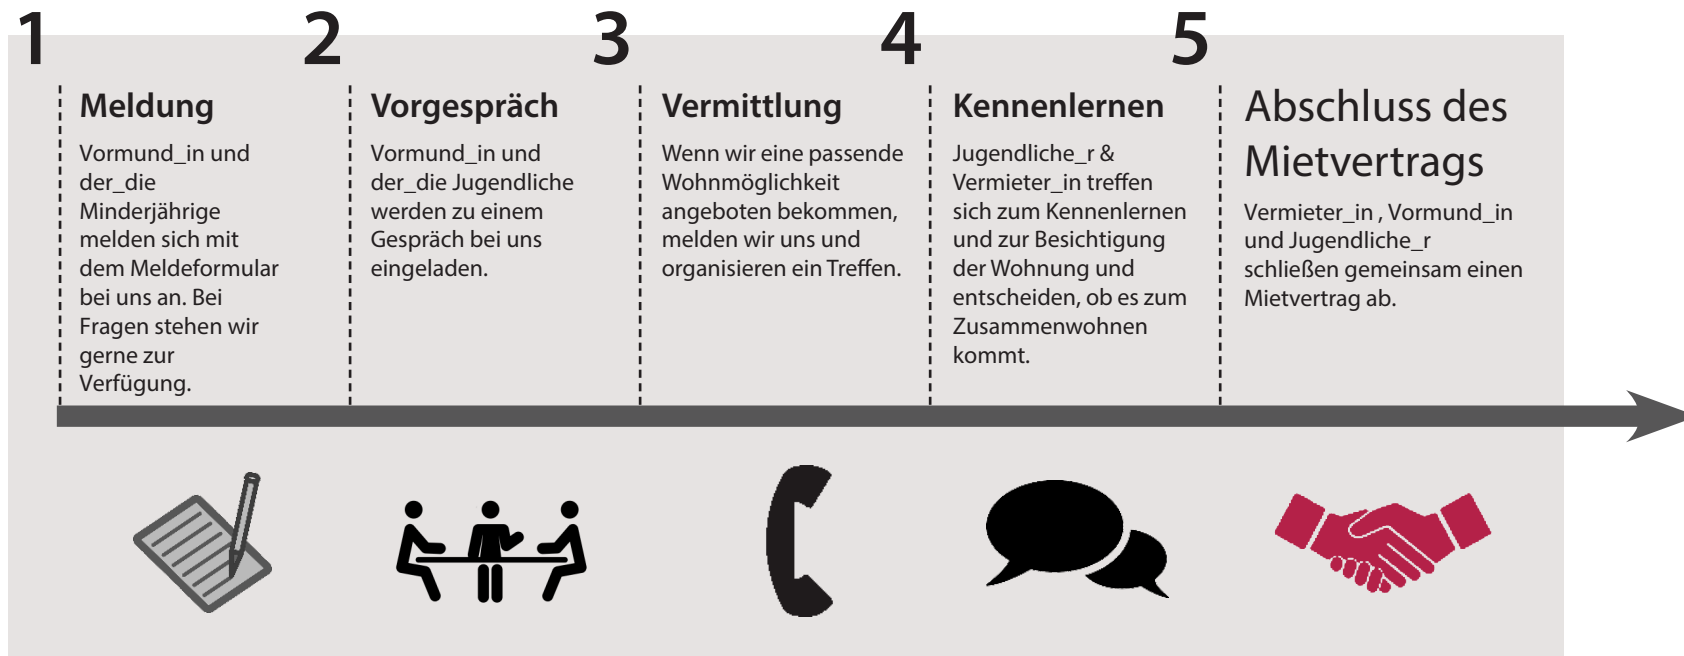 1
Meldung
Vormund_in und
der_die
Minderjährige
melden sich mit
dem Meldeformular
bei uns an. Bei
Fragen stehen wir
gerne zur
Verfügung.
2
Vorgespräch
Vormund_in und
der_die Jugendliche
werden zu einem
Gespräch bei uns
eingeladen.
3
Vermittlung
Wenn wir eine passende
Wohnmöglichkeit
angeboten bekommen,
melden wir uns und
organisieren ein Treffen.
4
Kennenlernen
Jugendliche_r &
Vermieter_in treffen
sich zum Kennenlernen
und zur Besichtigung
der Wohnung und
entscheiden, ob es zum
Zusammenwohnen
kommt.
5
Abschluss des
Mietvertrags
Vermieter_in , Vormund_in
und Jugendliche_r
schließen gemeinsam einen
Mietvertrag ab.